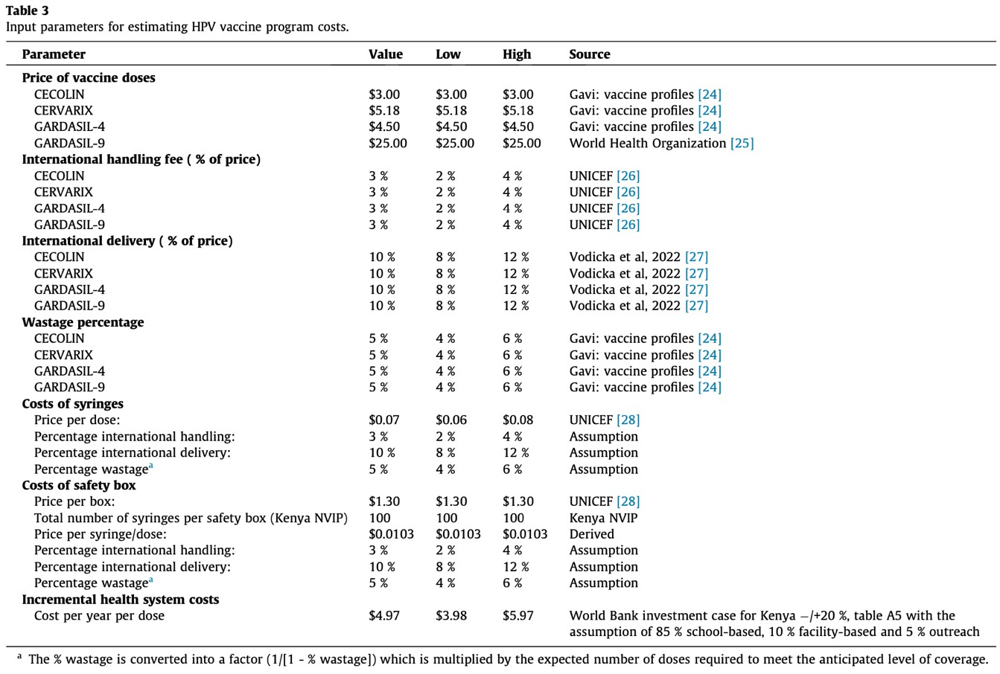 Table 3
Input parameters for estimating HPV vaccine program costs.
Parameter Value Low High Source
Price of vaccine doses
CECOLIN $3.00 $3.00 $3.00 Gavi: vaccine profiles [24]
CERVARIX $5.18 $5.18 $5.18 Gavi: vaccine profiles [24]
GARDASIL-4 $4.50 $4.50 $4.50 Gavi: vaccine profiles [24]
GARDASIL-9 $25.00 $25.00 $25.00 World Health Organization [25]
International handling fee ( % of price)
CECOLIN 3 % 2 % 4 % UNICEF [26]
CERVARIX 3 % 2 % 4 % UNICEF [26]
GARDASIL-4 3 % 2 % 4 % UNICEF [26]
GARDASIL-9 3 % 2 % 4 % UNICEF [26]
International delivery ( % of price)
CECOLIN 10 % 8 % 12 % Vodicka et al, 2022 [27]
CERVARIX 10 % 8 % 12 % Vodicka et al, 2022 [27]
GARDASIL-4 10 % 8 % 12 % Vodicka et al, 2022 [27]
GARDASIL-9 10 % 8 % 12 % Vodicka et al, 2022 [27]
Wastage percentage
CECOLIN 5 % 4 % 6 % Gavi: vaccine profiles [24]
CERVARIX 5 % 4 % 6 % Gavi: vaccine profiles [24]
GARDASIL-4 5 % 4 % 6 % Gavi: vaccine profiles [24]
GARDASIL-9 5 % 4 % 6 % Gavi: vaccine profiles [24]
Costs of syringes
Price per dose: $0.07 $0.06 $0.08 UNICEF [28]
Percentage international handling: 3 % 2 % 4 % Assumption
Percentage international delivery: 10 % 8 % 12 % Assumption
Percentage wastage^a 5 % 4 % 6 % Assumption
Costs of safety box
Price per box: $1.30 $1.30 $1.30 UNICEF [28]
Total number of syringes per safety box (Kenya NVIP) 100 100 100 Kenya NVIP
Price per syringe/dose: $0.0103 $0.0103 $0.0103 Derived
Percentage international handling: 3 % 2 % 4 % Assumption
Percentage international delivery: 10 % 8 % 12 % Assumption
Percentage wastage^a 5 % 4 % 6 % Assumption
Incremental health system costs
Cost per year per dose $4.97 $3.98 $5.97 World Bank investment case for Kenya −/+20 %, table A5 with the
assumption of 85 % school-based, 10 % facility-based and 5 % outreach
^a The % wastage is converted into a factor (1/[1 - % wastage]) which is multiplied by the expected number of doses required to meet the anticipated level of coverage.